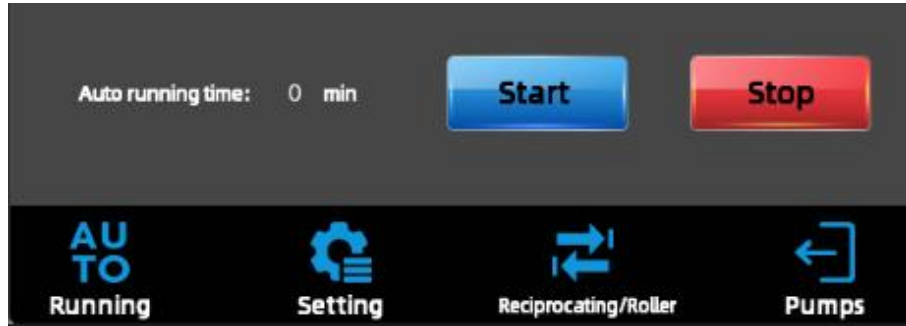 Auto running time: 0 min
Start
Stop
AU
TO
Running
Setting
Reciprocating/Roller
Pumps